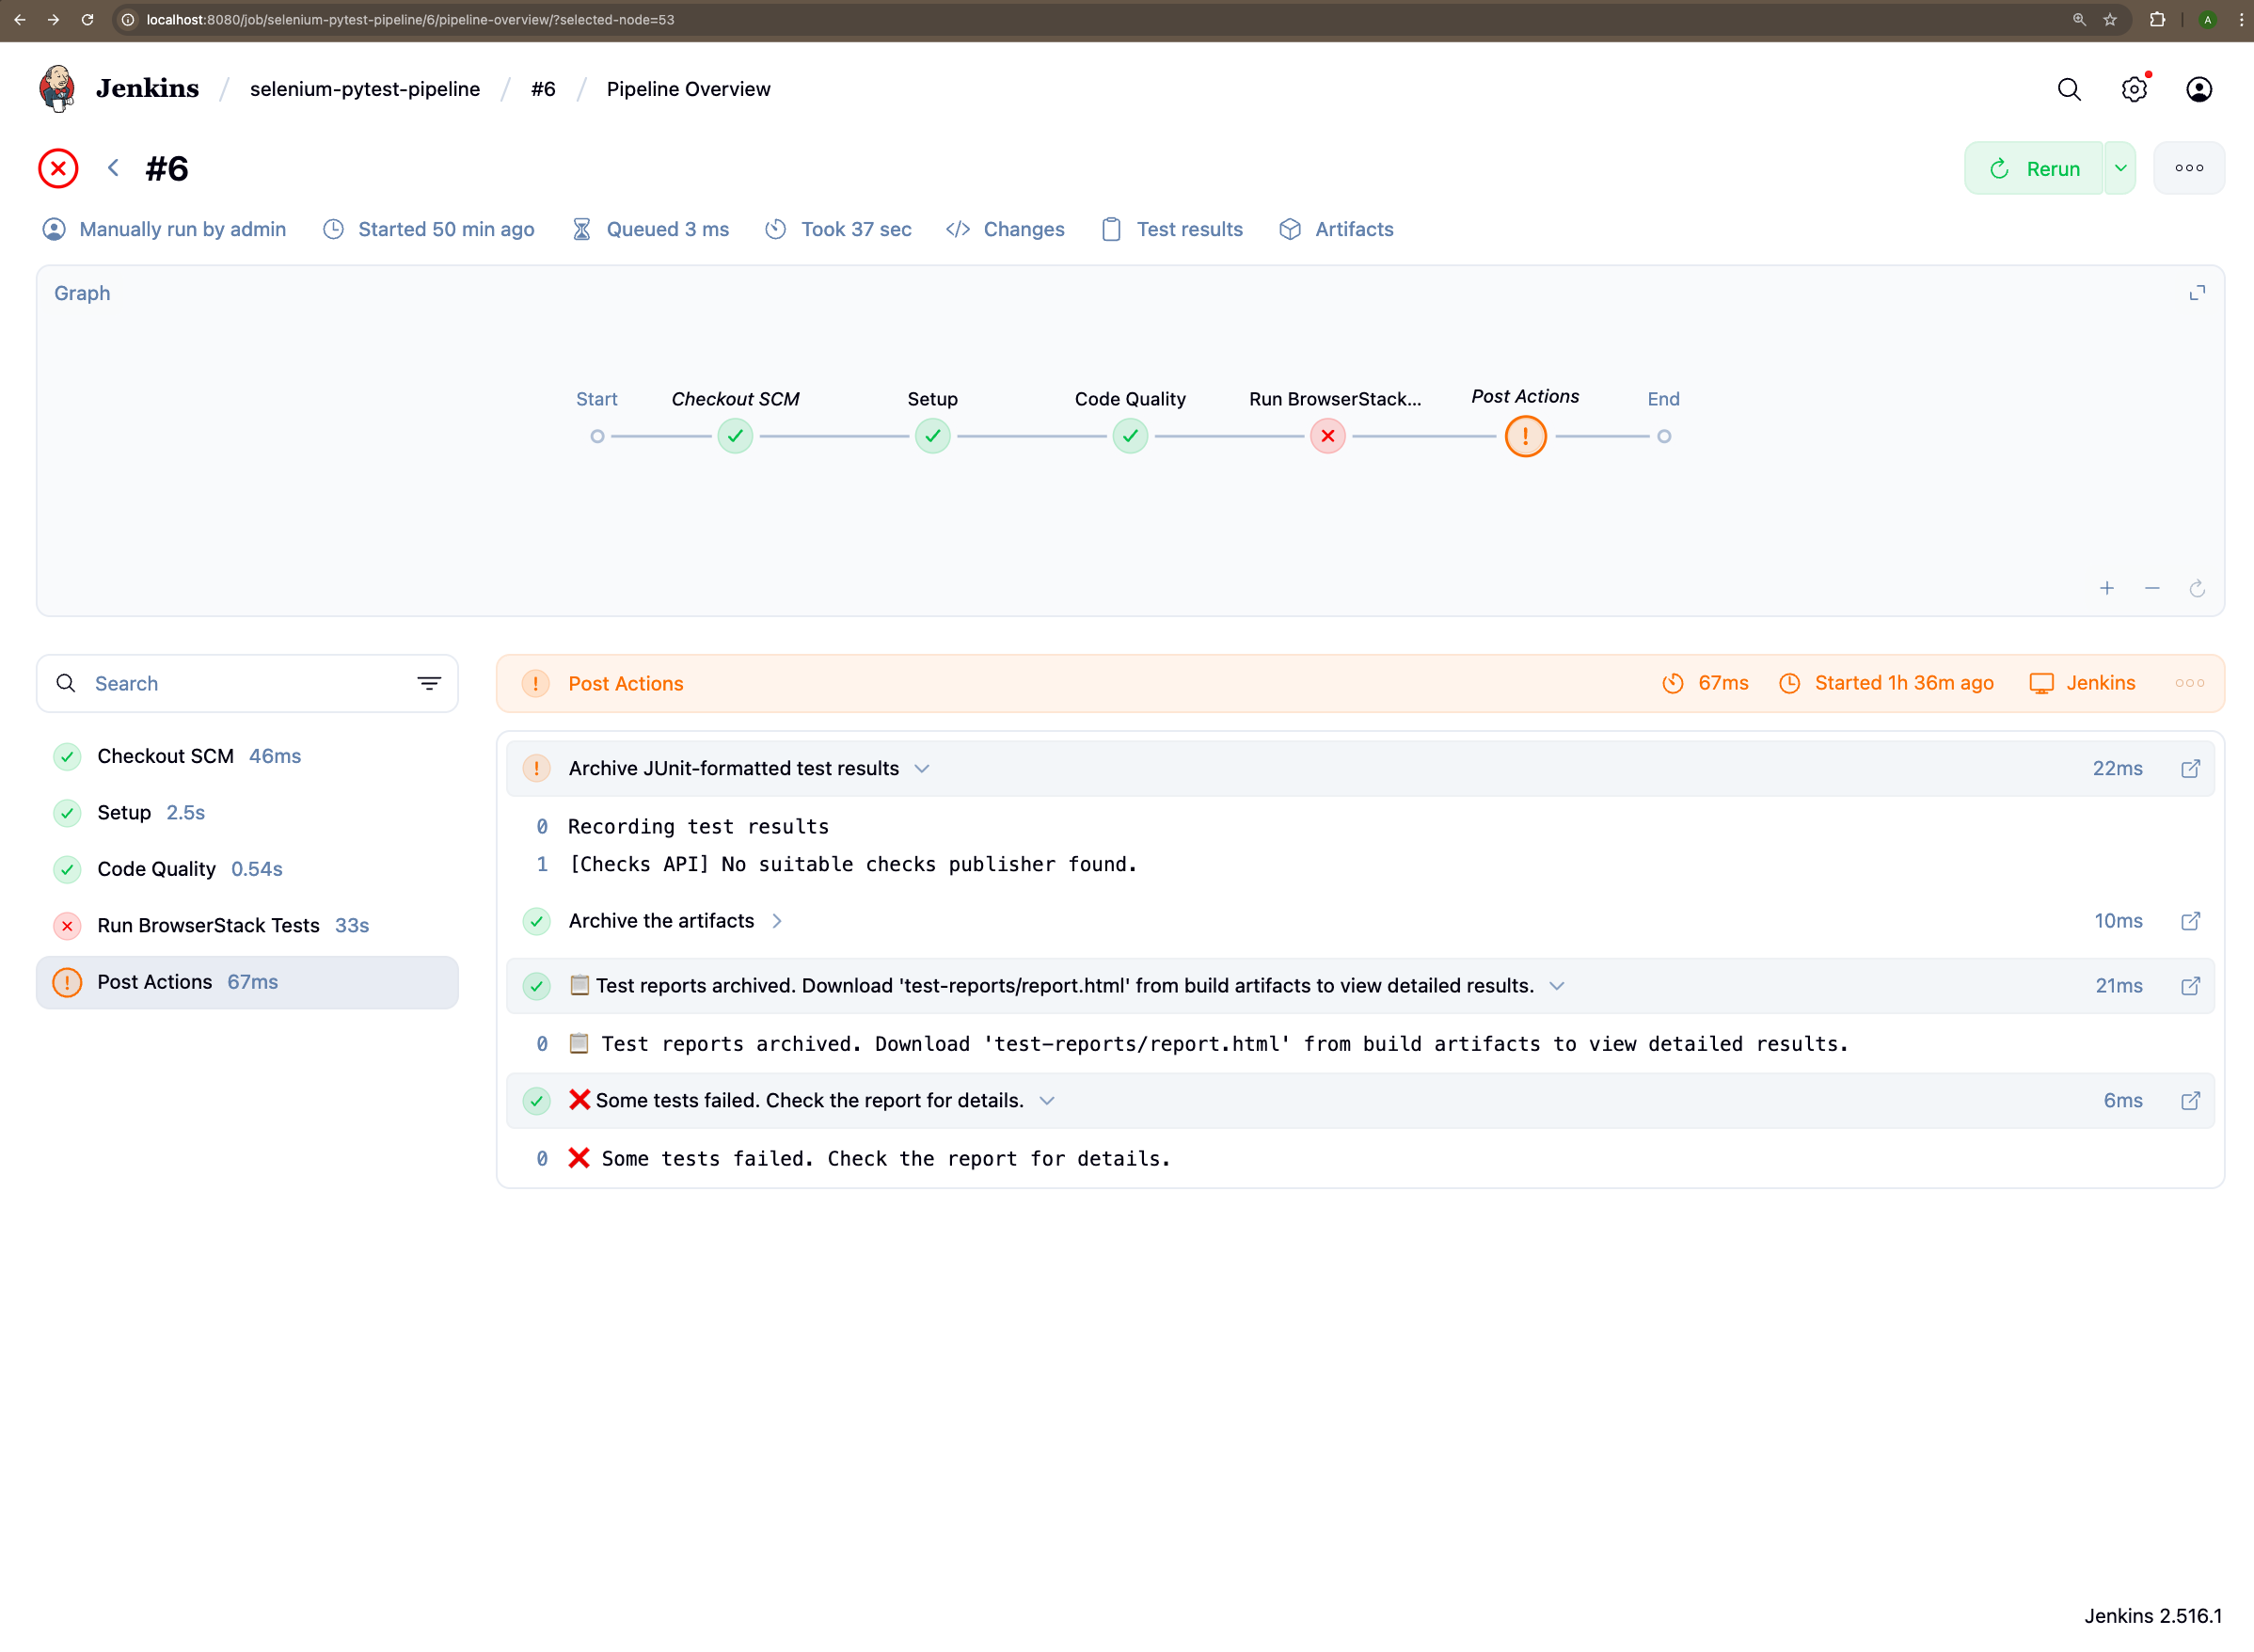 localhost:8080/job/selenium-pytest-pipeline/6/pipeline-overview/?selected-node=53
A
Jenkins / selenium-pytest-pipeline / #6 / Pipeline Overview
#6
Rerun
Manually run by admin Started 50 min ago Queued 3 ms Took 37 sec </> Changes Test results Artifacts
Graph
Start Checkout SCM Setup Code Quality Run BrowserStack... Post Actions End
Search
Checkout SCM 46ms
Setup 2.5s
Code Quality 0.54s
Run BrowserStack Tests 33s
Post Actions 67ms
Post Actions 67ms Started 1h 36m ago Jenkins
Archive JUnit-formatted test results 22ms
0 Recording test results
1 [Checks API] No suitable checks publisher found.
Archive the artifacts 10ms
📋 Test reports archived. Download 'test-reports/report.html' from build artifacts to view detailed results. 21ms
0 📋 Test reports archived. Download 'test-reports/report.html' from build artifacts to view detailed results.
❌ Some tests failed. Check the report for details. 6ms
0 ❌ Some tests failed. Check the report for details.
Jenkins 2.516.1